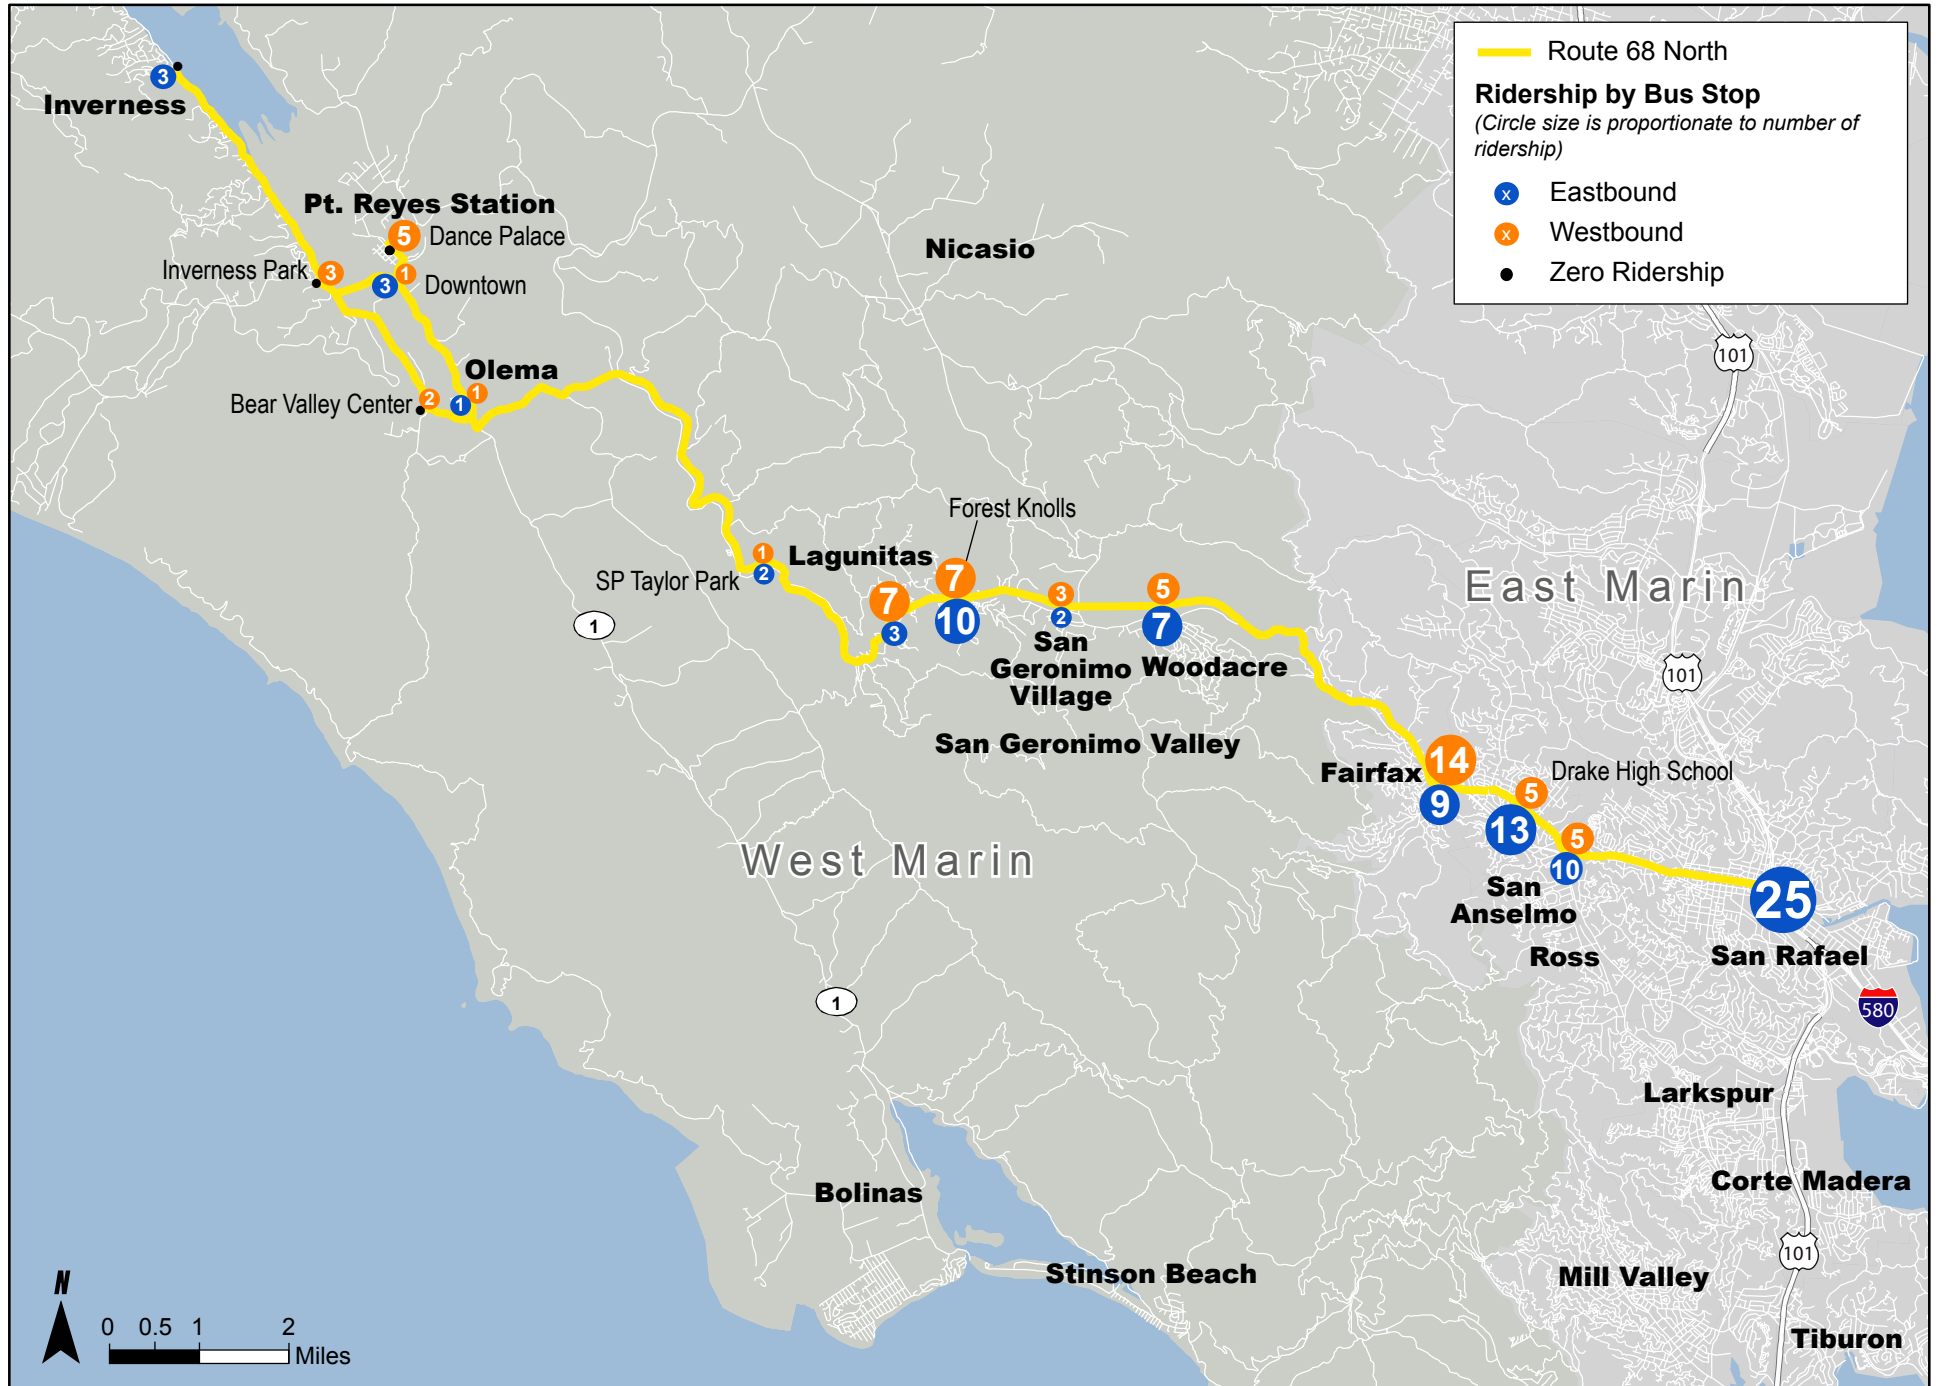 Route 68 North
Ridership by Bus Stop
(Circle size is proportionate to number of
ridership)
x Eastbound
x Westbound
Zero Ridership
3
Inverness
Pt. Reyes Station
5 Dance Palace
Inverness Park 3
1
3 Downtown
Nicasio
101
Olema
Bear Valley Center 2
1
1
Forest Knolls
1
SP Taylor Park 2
Lagunitas
7
3
7
10
3
2
San
Geronimo
Village
5
7
Woodacre
East Marin
1
101
San Geronimo Valley
Fairfax
14
9
Drake High School
5
13
5
10
San
Anselmo
West Marin
25
Ross
San Rafael
1
580
Larkspur
Corte Madera
Bolinas
101
Stinson Beach
Mill Valley
Tiburon
N
0 0.5 1 2
Miles